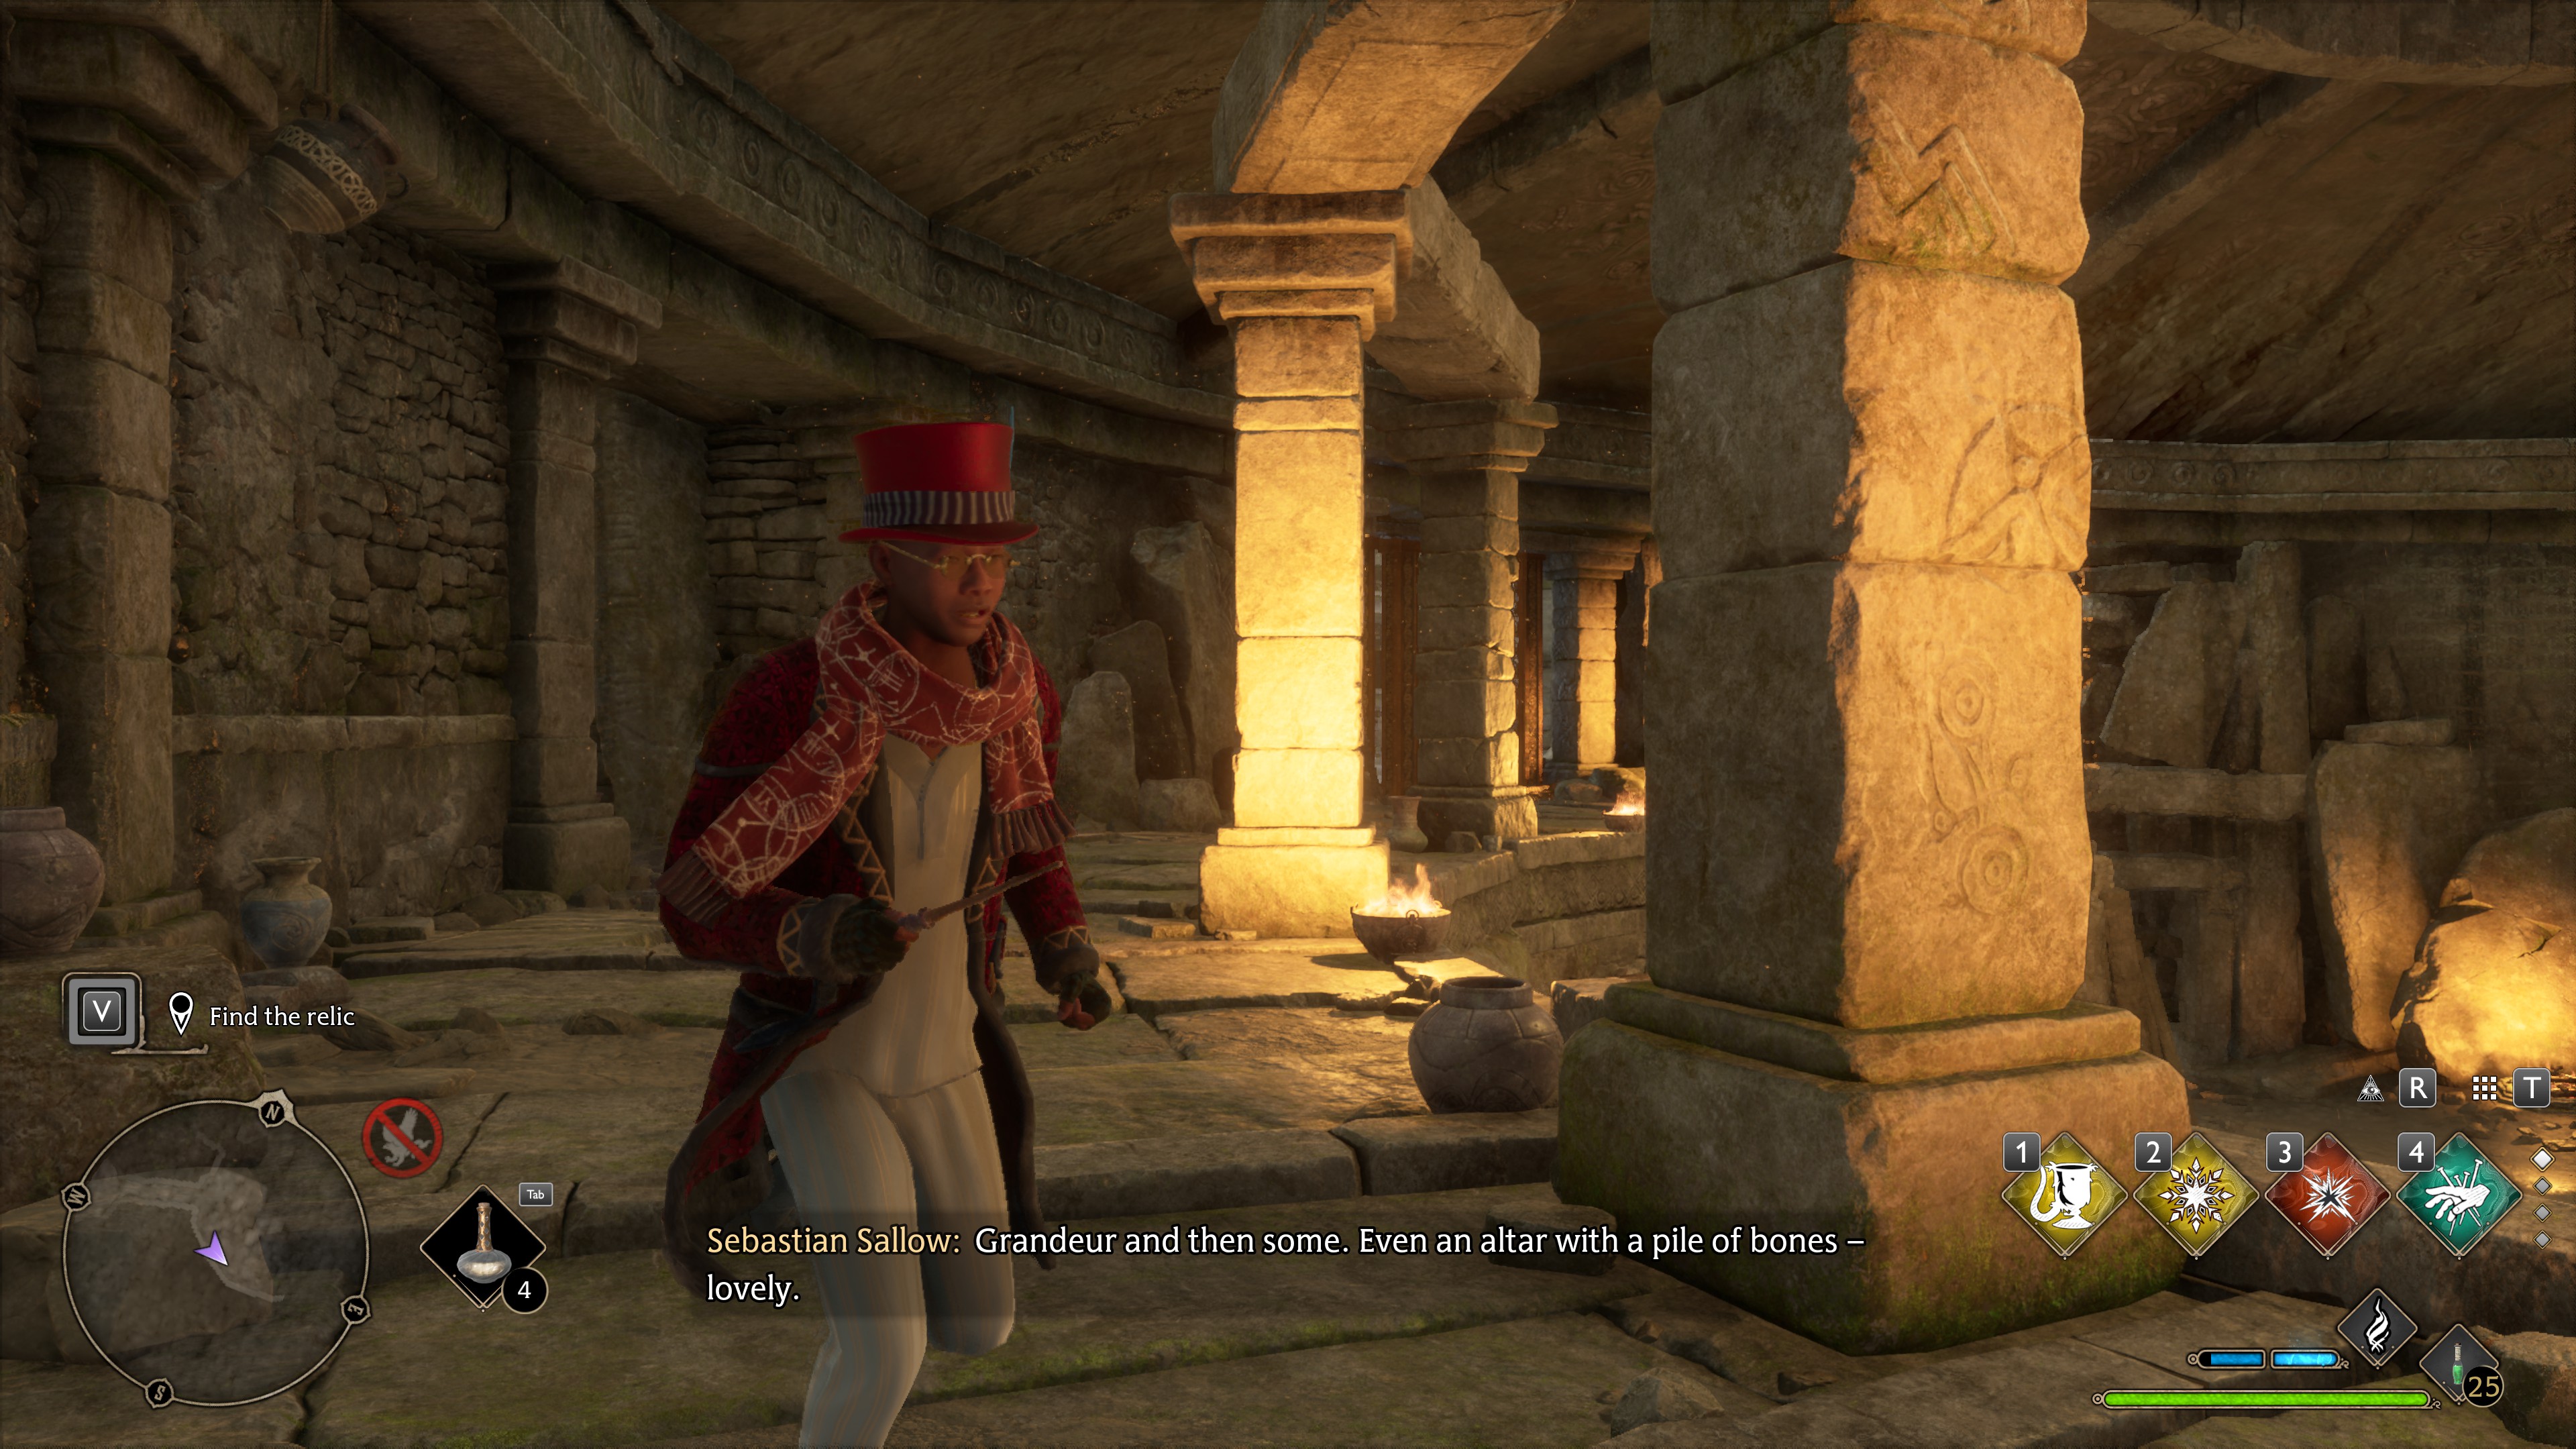 V
Find the relic
N
W
E
S
Tab
4
Sebastian Sallow: Grandeur and then some. Even an altar with a pile of bones –
lovely.
R
T
1
2
3
4
25